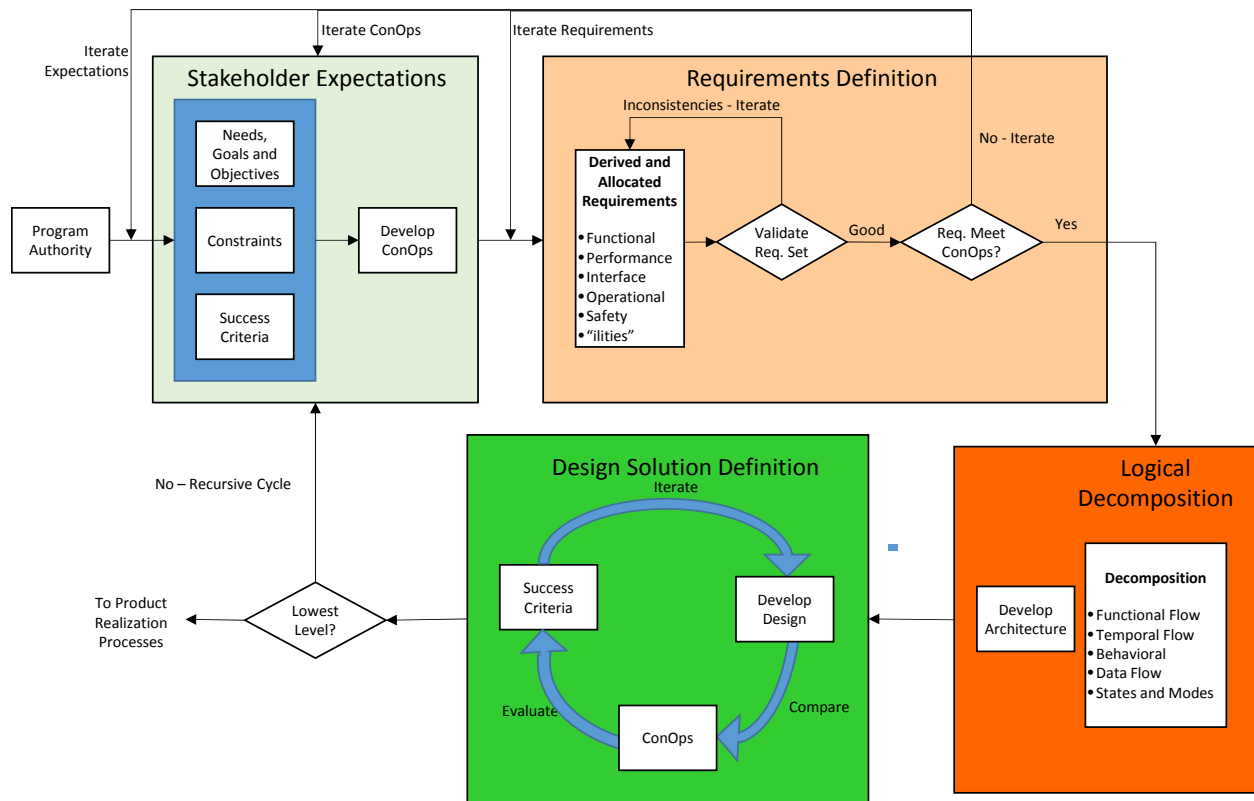 Iterate ConOps
Iterate Requirements
Iterate
Expectations
Stakeholder Expectations
Needs,
Goals and
Objectives
Constraints
Success
Criteria
Program
Authority
Develop
ConOps
Requirements Definition
Inconsistencies - Iterate
No - Iterate
Derived and
Allocated
Requirements
•Functional
•Performance
•Interface
•Operational
•Safety
•“ilities”
Validate
Req. Set
Good
Req. Meet
ConOps?
Yes
Logical
Decomposition
Develop
Architecture
Decomposition
•Functional Flow
•Temporal Flow
•Behavioral
•Data Flow
•States and Modes
Design Solution Definition
Iterate
Success
Criteria
Develop
Design
Evaluate
Compare
ConOps
No – Recursive Cycle
Lowest
Level?
To Product
Realization
Processes